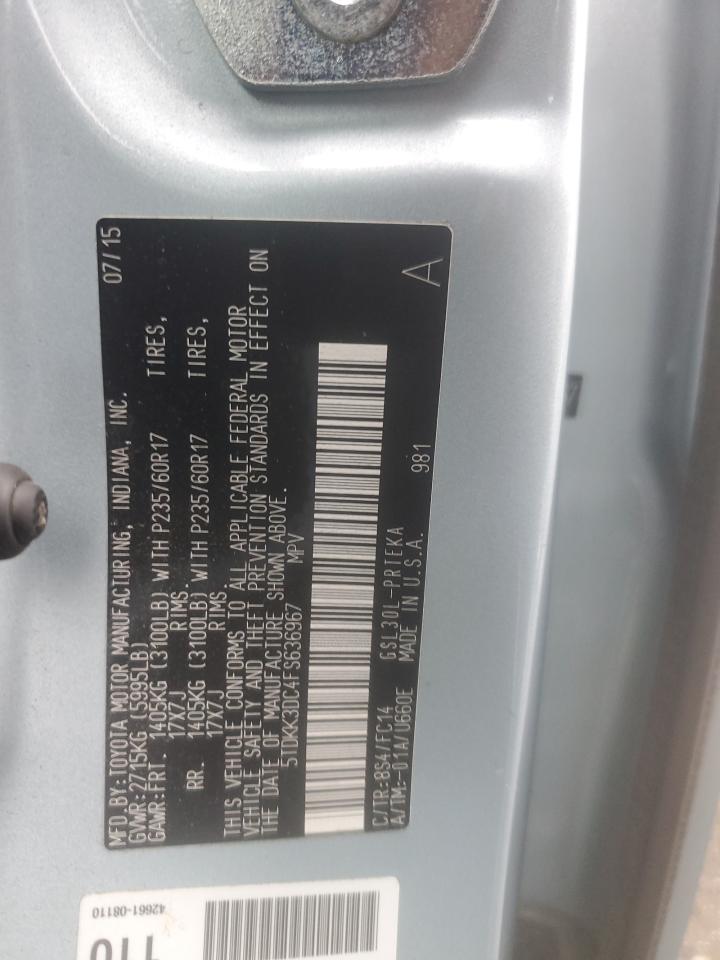 MFD.BY:TOYOTA MOTOR MANUFACTURING, INDIANA, INC. 07/15
GVWR:2715KG (5995LB)
GAWR:FRT. 1405KG (3100LB) WITH P235/60R17 TIRES,
17X7J RIMS.
RR. 1405KG (3100LB) WITH P235/60R17 TIRES,
17X7J RIMS
THIS VEHICLE CONFORMS TO ALL APPLICABLE FEDERAL MOTOR
VEHICLE SAFETY AND THEFT PREVENTION STANDARDS IN EFFECT ON
THE DATE OF MANUFACTURE SHOWN ABOVE.
5TDKK3DC4FS636967 MPV
C/TR:8S4/FC14 GSL30L-PRTEKA 981 A
A/TM:-01A/U660E MADE IN U.S.A.
42661-08110